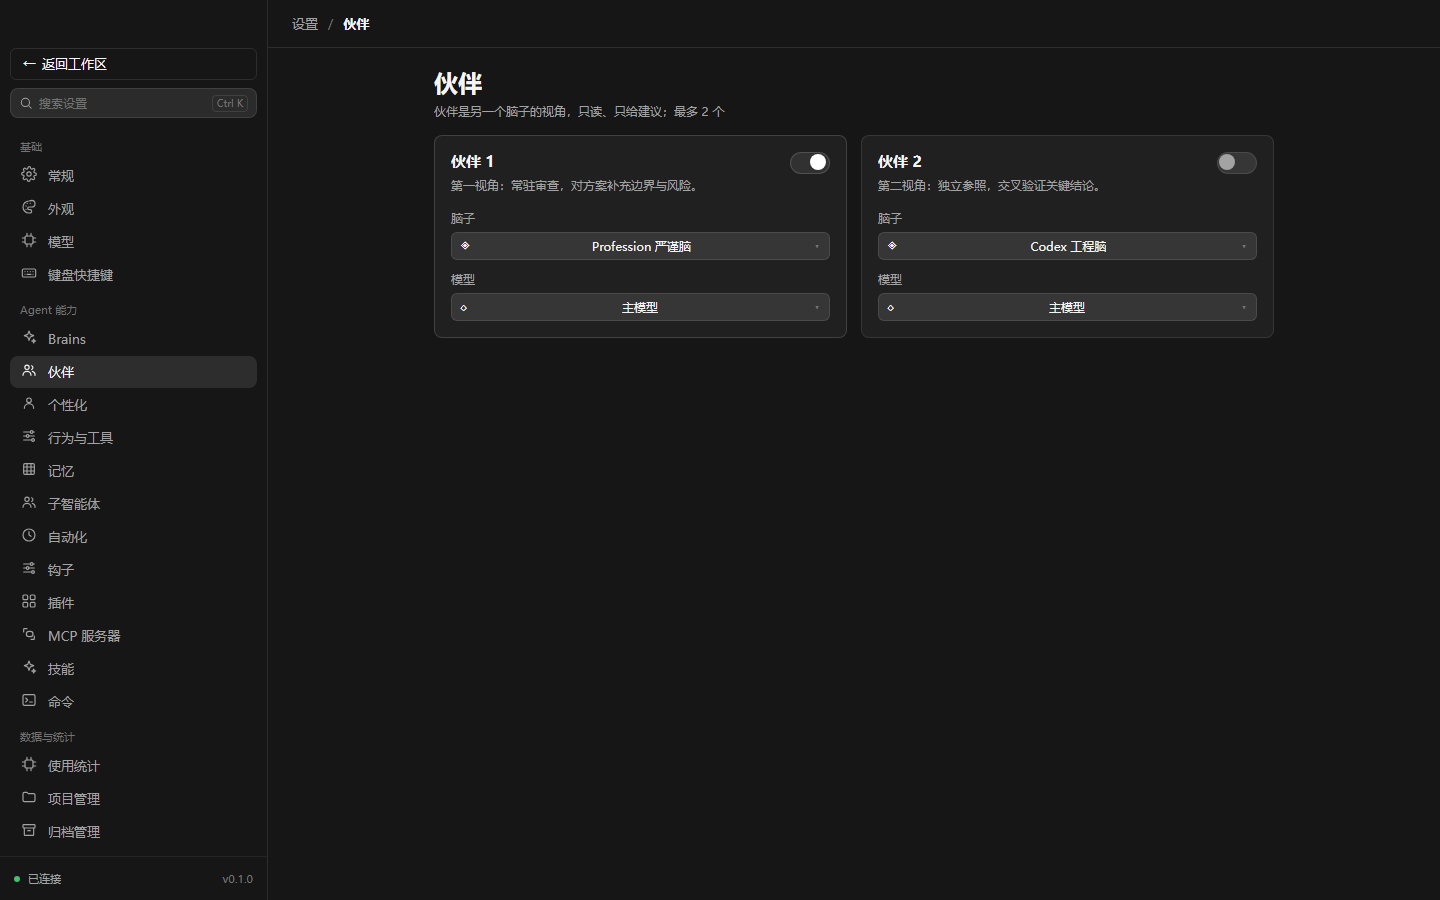 设置 / 伙伴
← 返回工作区
搜索设置 Ctrl K
基础
常规
外观
模型
键盘快捷键
Agent 能力
Brains
伙伴
个性化
行为与工具
记忆
子智能体
自动化
钩子
插件
MCP 服务器
技能
命令
数据与统计
使用统计
项目管理
归档管理
已连接 v0.1.0
伙伴
伙伴是另一个脑子的视角，只读、只给建议；最多 2 个
伙伴 1
第一视角：常驻审查，对方案补充边界与风险。
脑子
Profession 严谨脑
模型
主模型
伙伴 2
第二视角：独立参照，交叉验证关键结论。
脑子
Codex 工程脑
模型
主模型